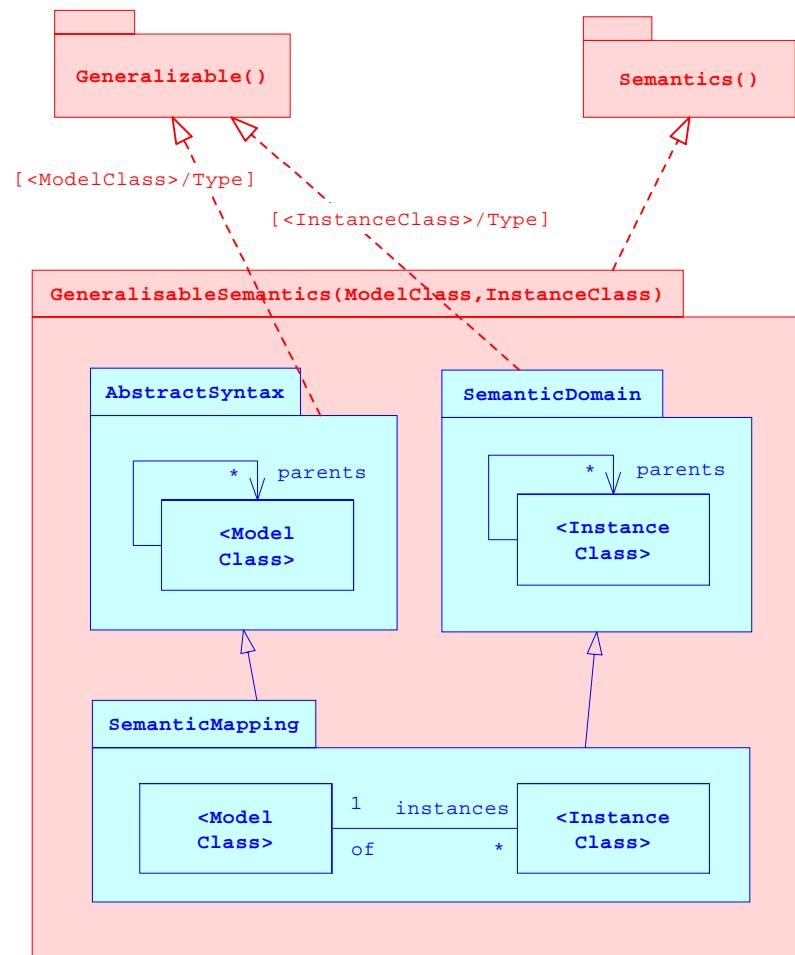 Generalizable()
Semantics()
[<ModelClass>/Type]
[<InstanceClass>/Type]
GeneralisableSemantics(ModelClass,InstanceClass)
AbstractSyntax
SemanticDomain
* parents
* parents
<Model
Class>
<Instance
Class>
SemanticMapping
<Model
Class>
1 instances
of *
<Instance
Class>